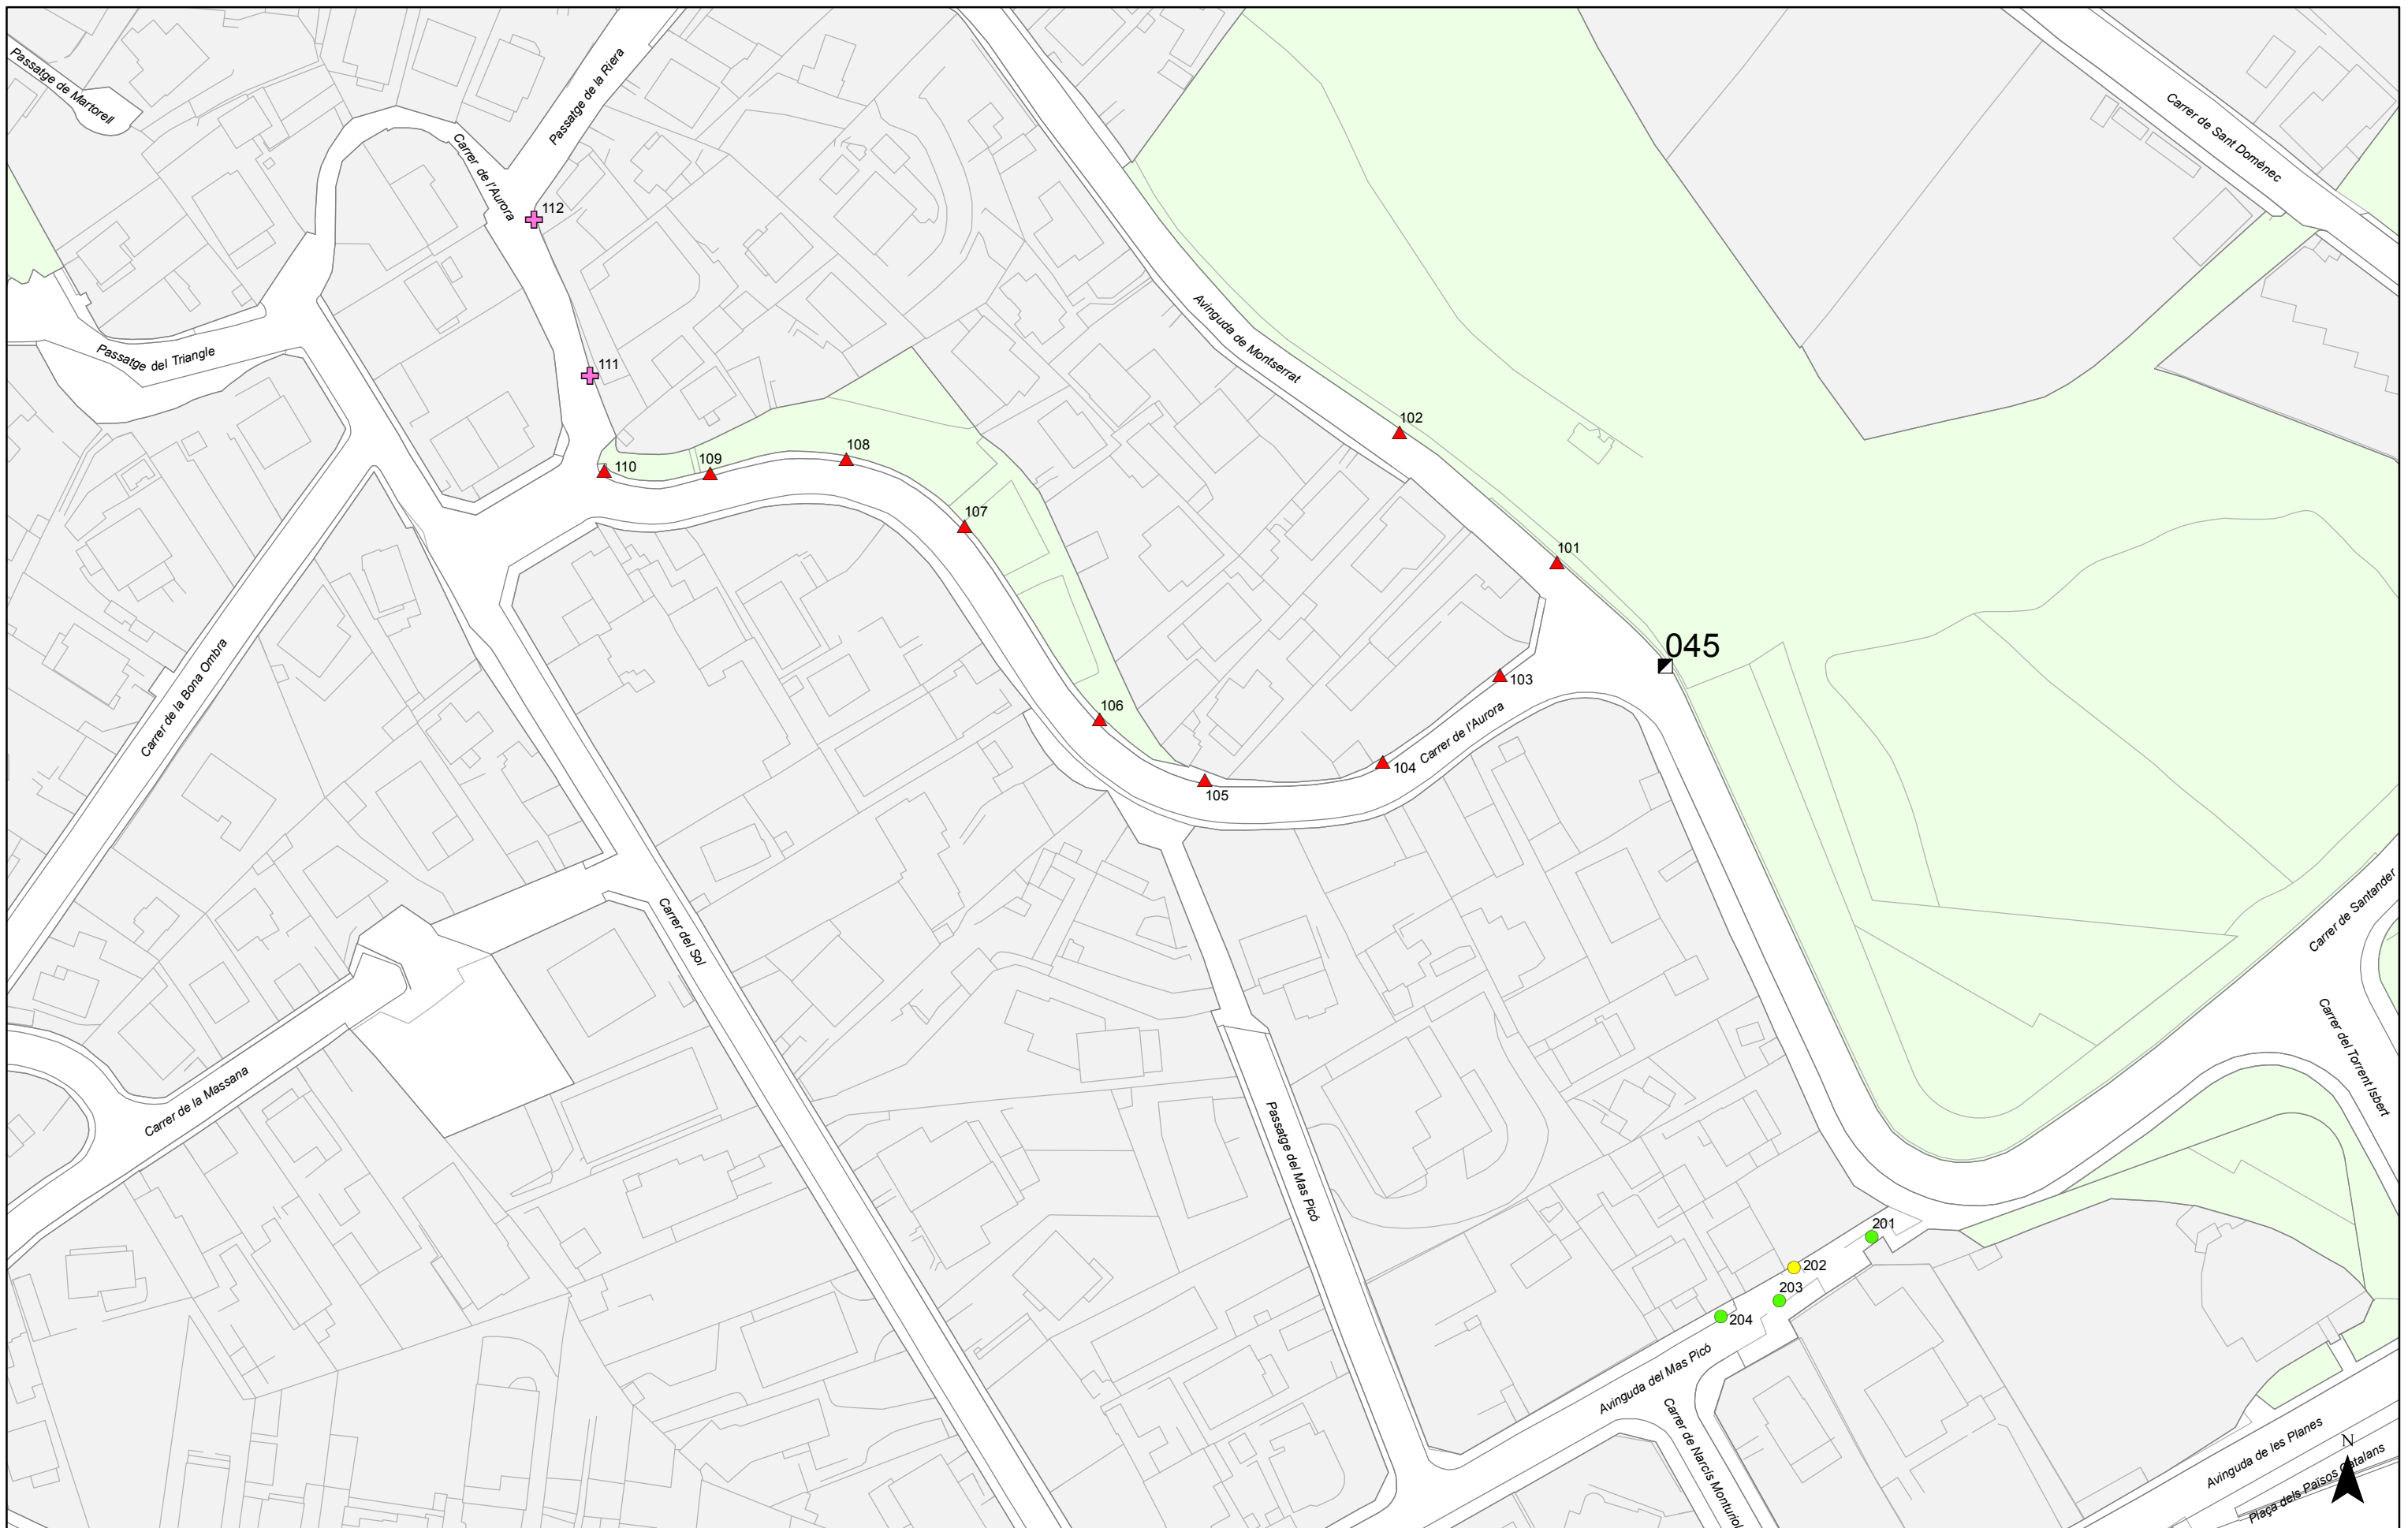 Passatge de Martorell
Passatge de la Riera
Carrer de Sant Domènec
Carrer de l'Aurora
112
Avinguda de Montserrat
Passatge del Triangle
111
102
108
109
110
107
101
045
103
106
Carrer de l'Aurora
104
105
Carrer de la Bona Ombra
Carrer del Sol
Carrer de Santander
Carrer del Torrent Isbert
Carrer de la Massana
Passatge del Mas Picó
201
202
203
204
Avinguda del Mas Picó
Carrer de Narcís Monturiol
Avinguda de les Planes
N
Plaça dels Països Catalans